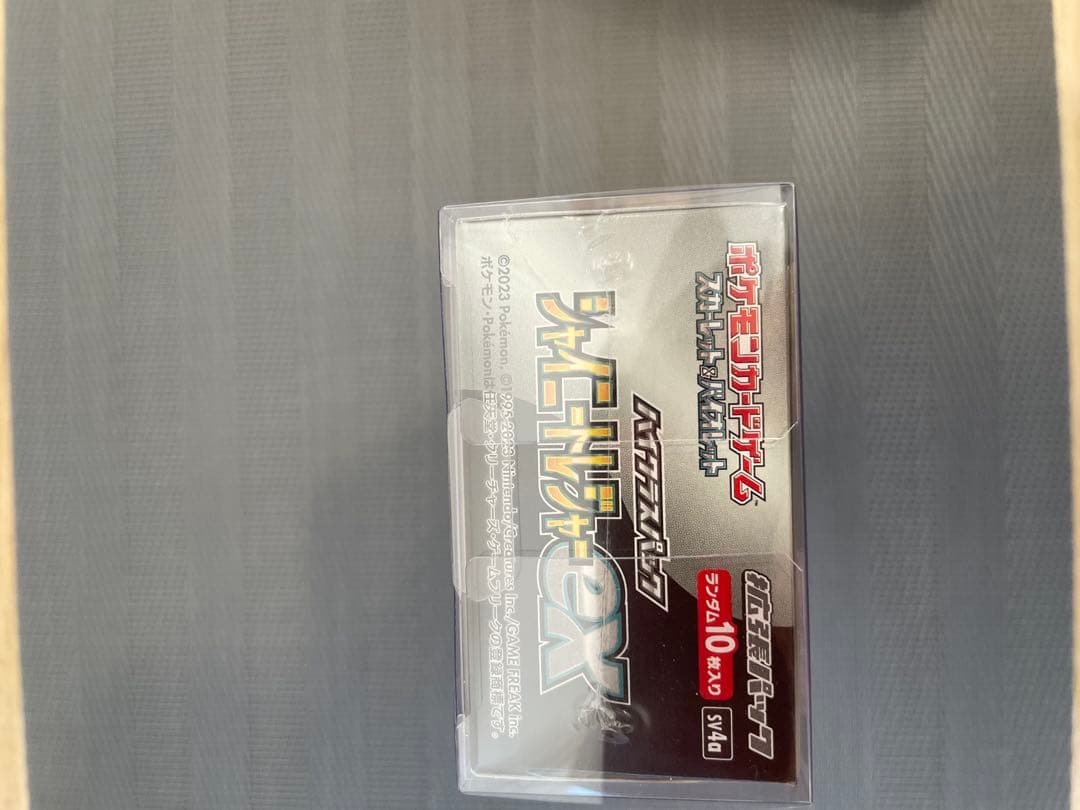 ポケモンカードゲーム
スカーレット&バイオレット
拡張パック
ランダム10枚入り
SV4a
ハイクラスパック
シャイニートレジャーex
©2023 Pokémon. ©1995-2023 Nintendo/Creatures Inc./GAME FREAK inc.
ポケモン・Pokémonは任天堂・クリーチャーズ・ゲームフリークの登録商標です。